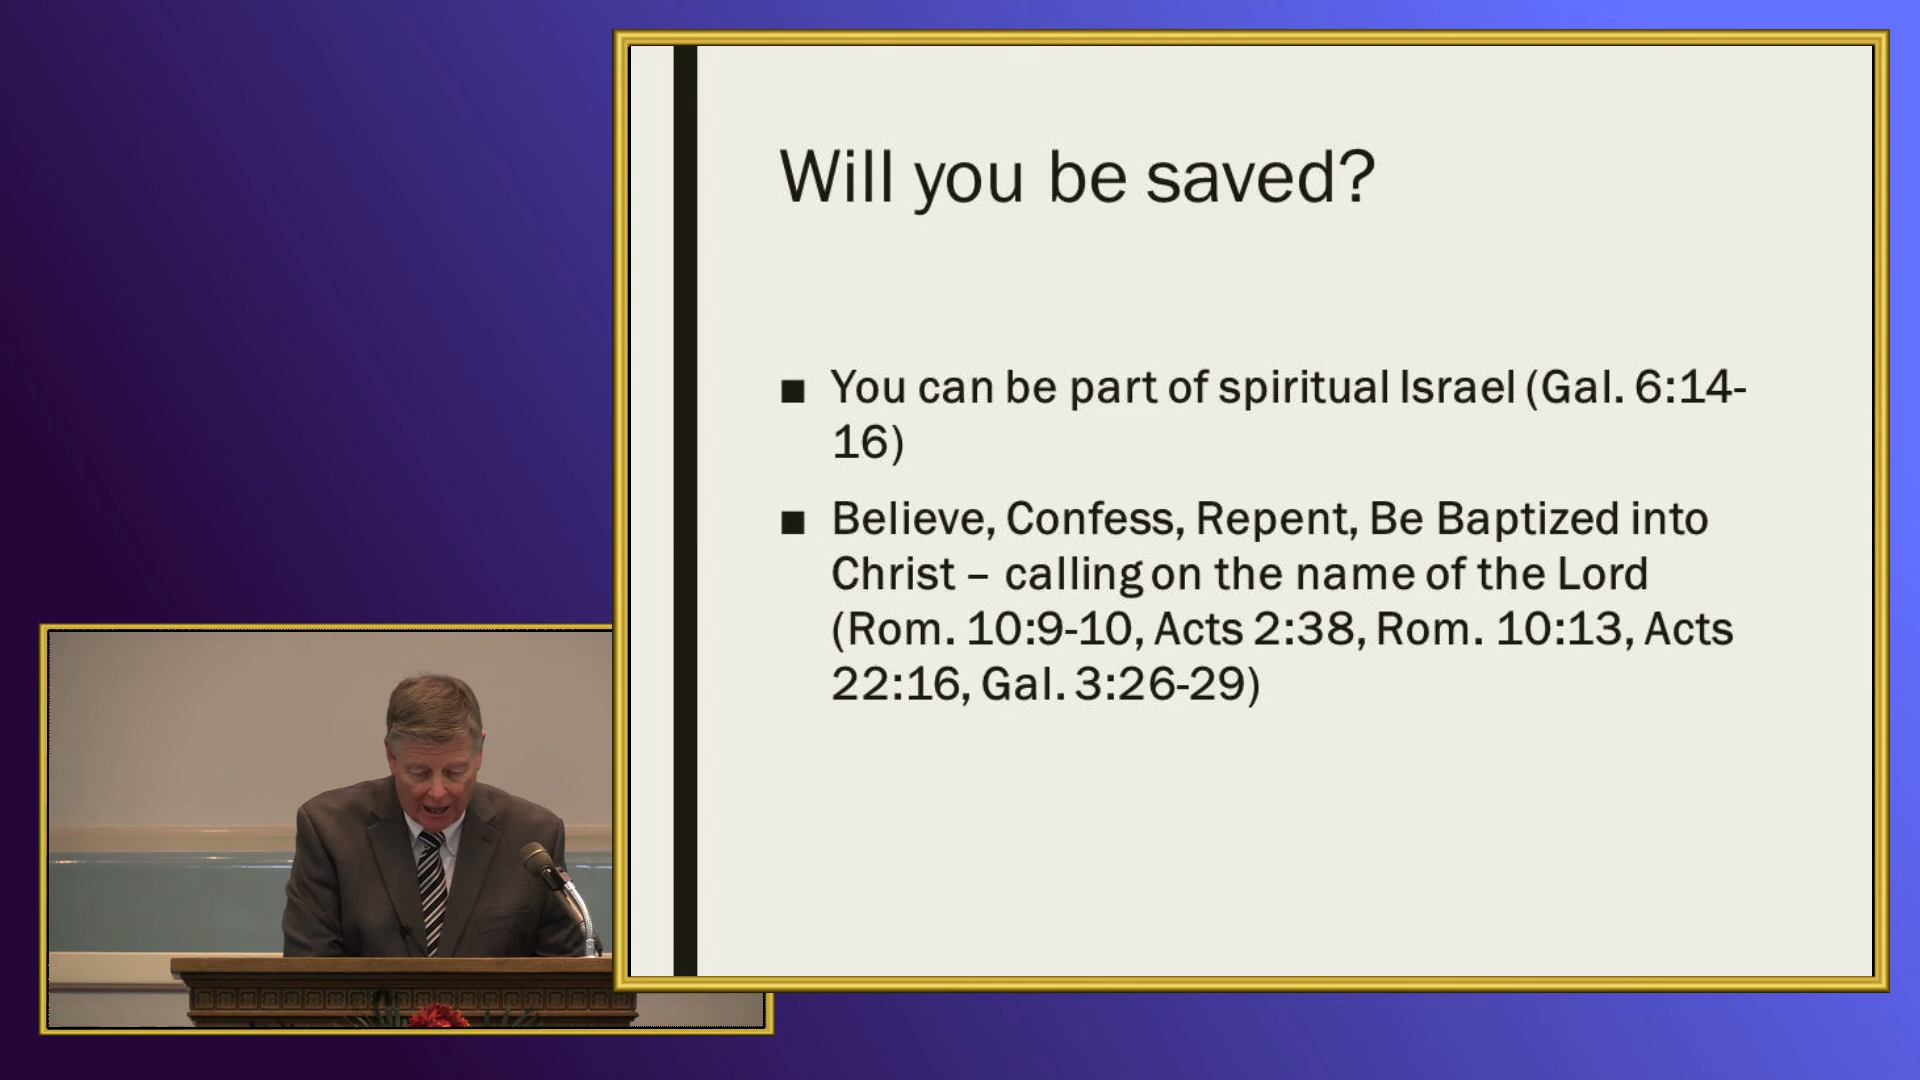 Will you be saved?
■ You can be part of spiritual Israel (Gal. 6:14-
16)
■ Believe, Confess, Repent, Be Baptized into
Christ – calling on the name of the Lord
(Rom. 10:9-10, Acts 2:38, Rom. 10:13, Acts
22:16, Gal. 3:26-29)